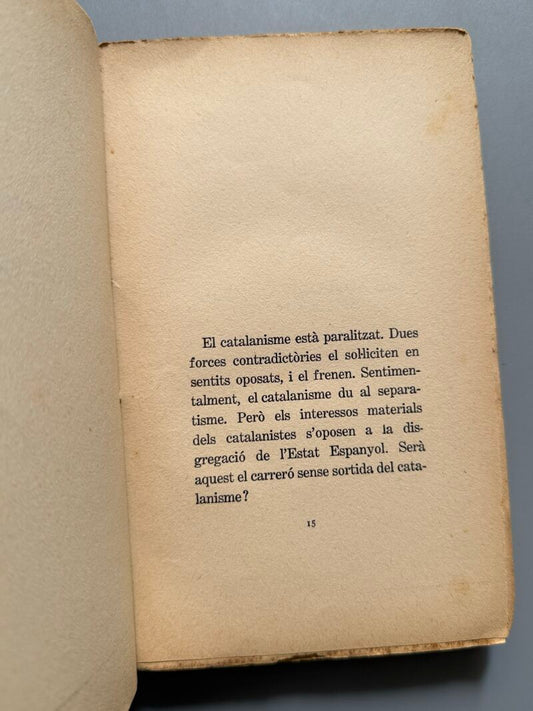 El catalanisme està paralitzat. Dues
forces contradictòries el sol·liciten en
sentits oposats, i el frenen. Sentimen-
talment, el catalanisme du al separa-
tisme. Però els interessos materials
dels catalanistes s'oposen a la dis-
gregació de l'Estat Espanyol. Serà
aquest el carreró sense sortida del cata-
lanisme?
15